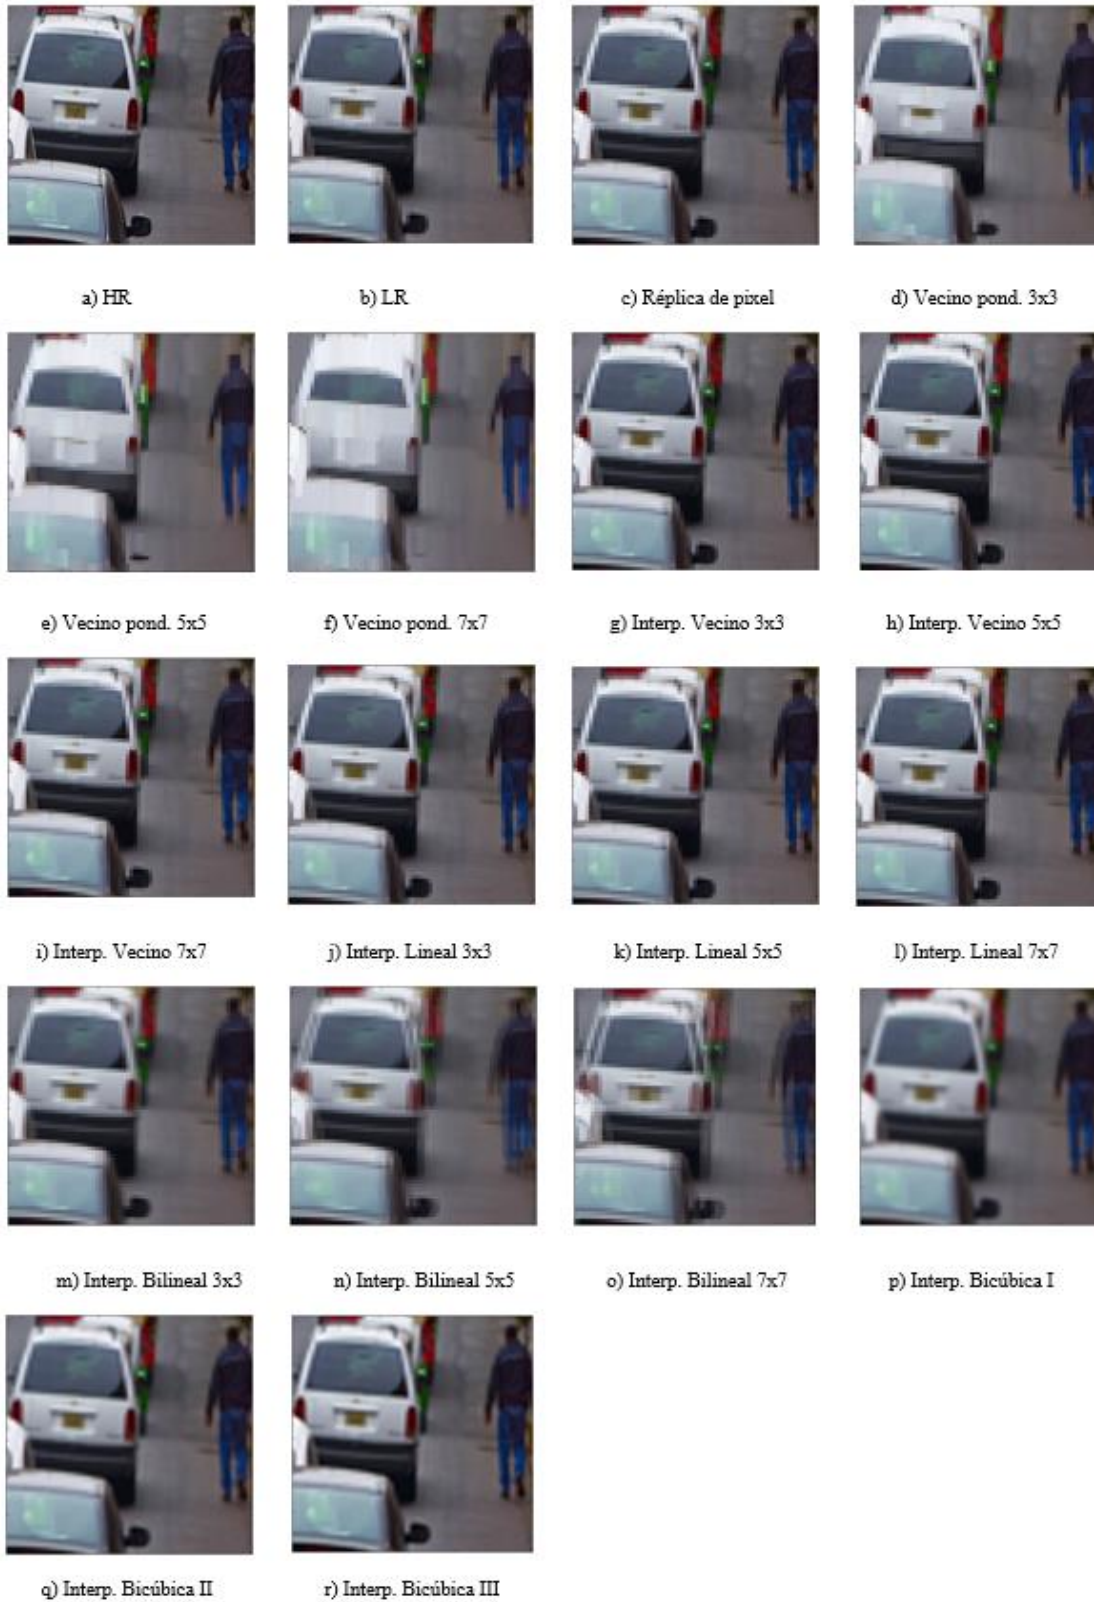 a) HR
b) LR
c) Réplica de pixel
d) Vecino pond. 3x3
e) Vecino pond. 5x5
f) Vecino pond. 7x7
g) Interp. Vecino 3x3
h) Interp. Vecino 5x5
i) Interp. Vecino 7x7
j) Interp. Lineal 3x3
k) Interp. Lineal 5x5
l) Interp. Lineal 7x7
m) Interp. Bilineal 3x3
n) Interp. Bilineal 5x5
o) Interp. Bilineal 7x7
p) Interp. Bicúbica I
q) Interp. Bicúbica II
r) Interp. Bicúbica III